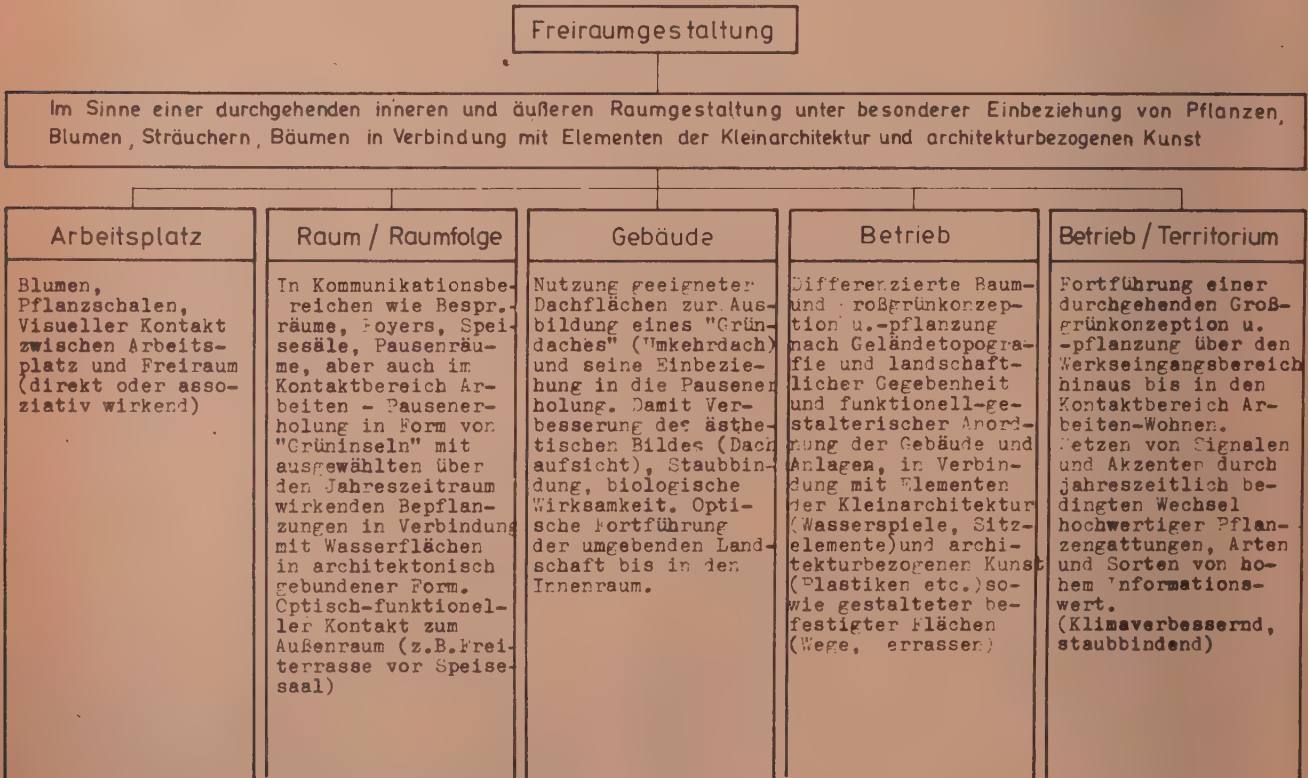 Freiraumgestaltung
Im Sinne einer durchgehenden inneren und äußeren Raumgestaltung unter besonderer Einbeziehung von Pflanzen,
Blumen, Sträuchern, Bäumen in Verbindung mit Elementen der Kleinarchitektur und architekturbezogenen Kunst
Arbeitsplatz
Blumen,
Pflanzschalen,
Visueller Kontakt
zwischen Arbeits-
platz und Freiraum
(direkt oder asso-
ziativ wirkend)
Raum / Raumfolge
In Kommunikationsbe-
reichen wie Bespr.-
räume, Foyers, Spei-
sesäle, Pausenräu-
me, aber auch im
Kontaktbereich Ar-
beiten - Pausener-
holung in Form von
"Grüninseln" mit
ausgewählten über
den Jahreszeitraum
wirkenden Bepflan-
zungen in Verbindung
mit Wasserflächen
in architektonisch
gebundener Form.
Optisch-funktionel-
ler Kontakt zum
Außenraum (z.B.Frei-
terrasse vor Speise-
saal)
Gebäude
Nutzung geeigneter
Dachflächen zur Aus-
bildung eines "Grün-
daches" (Umkehrdach)
und seine Einbezie-
hung in die Pausener
holung. Damit Ver-
besserung des ästhe-
tischen Bildes (Dach
aufsicht), Staubbin-
dung, biologische
Wirksamkeit. Opti-
sche Fortführung
der umgebenden Land-
schaft bis in den
Innenraum.
Betrieb
Differenzierte Baum-
und Großgrünkonzep-
tion u.-pflanzung
nach Geländetopogra-
fie und landschaft-
licher Gegebenheit
und funktionell-ge-
stalterischer Anord-
nung der Gebäude und
Anlagen, in Verbin-
dung mit Elementen
der Kleinarchitektur
(Wasserspiele, Sitz-
elemente)und archi-
tekturbezogener Kunst
(Plastiken etc.)so-
wie gestalteter be-
festigter Flächen
(Wege, errassen)
Betrieb / Territorium
Fortführung einer
durchgehenden Groß-
grünkonzeption u.
-pflanzung über den
Werkseingangsbereich
hinaus bis in den
Kontaktbereich Ar-
beiten-Wohnen.
Setzen von Signalen
und Akzenten durch
jahreszeitlich be-
dingten Wechsel
hochwertiger Pflan-
zengattungen, Arten
und Sorten von ho-
hem Informations-
wert.
(Klimaverbessernd,
staubbindend)